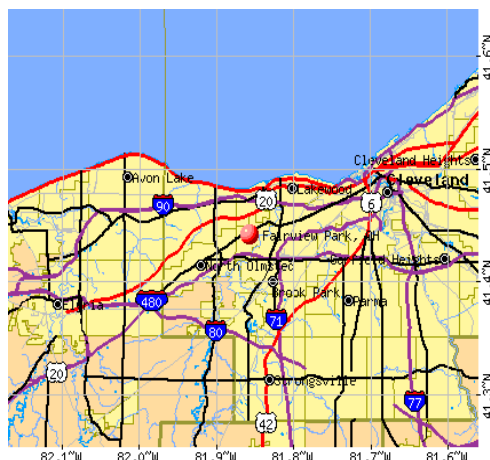 41.6°N
Cleveland Heights
Avon Lake
Cleveland
41.5°N
Lakewood
90
20
6
Fairview Park, OH
North Olmsted
Garfield Heights
41.4°N
Brook Park
Elyria
480
Parma
71
80
20
Strongsville
41.3°N
77
42
82.1°W 82.0°W 81.9°W 81.8°W 81.7°W 81.6°W